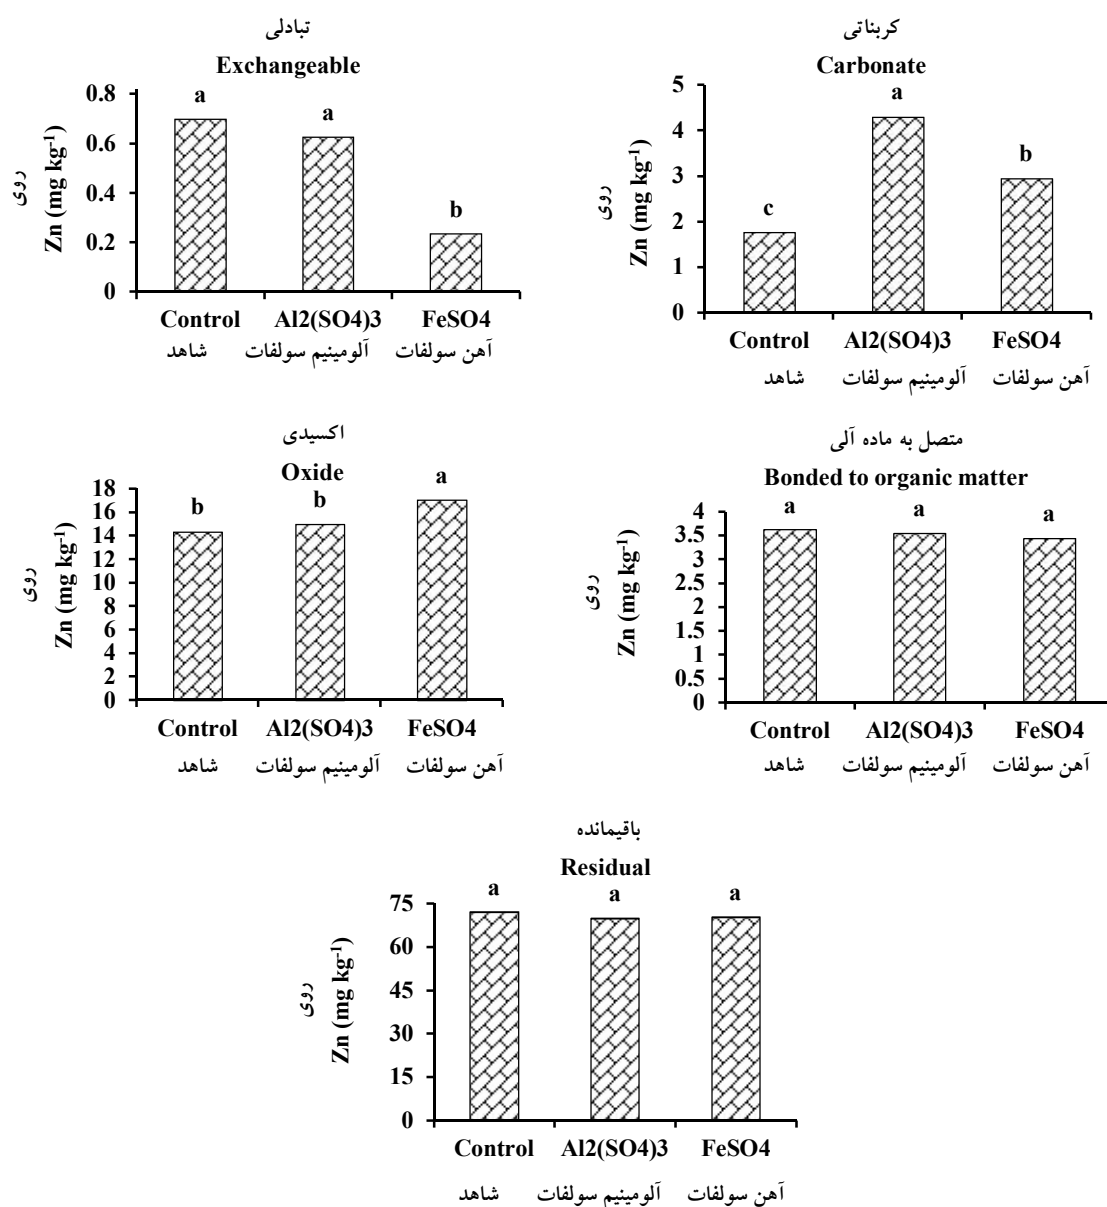 تبادلی
Exchangeable
روی
Zn (mg kg-1)
0.8
0.6
0.4
0.2
0
a
a
b
Control
Al2(SO4)3
FeSO4
شاهد
آلومینیم سولفات
آهن سولفات
کربناتی
Carbonate
روی
Zn (mg kg-1)
5
4
3
2
1
0
c
a
b
Control
Al2(SO4)3
FeSO4
شاهد
آلومینیم سولفات
آهن سولفات
اکسیدی
Oxide
روی
Zn (mg kg-1)
18
16
14
12
10
8
6
4
2
0
b
b
a
Control
Al2(SO4)3
FeSO4
شاهد
آلومینیم سولفات
آهن سولفات
متصل به ماده آلی
Bonded to organic matter
روی
Zn (mg kg-1)
4
3.5
3
2.5
2
1.5
1
0.5
0
a
a
a
Control
Al2(SO4)3
FeSO4
شاهد
آلومینیم سولفات
آهن سولفات
باقیمانده
Residual
روی
Zn (mg kg-1)
75
60
45
30
15
0
a
a
a
Control
Al2(SO4)3
FeSO4
شاهد
آلومینیم سولفات
آهن سولفات